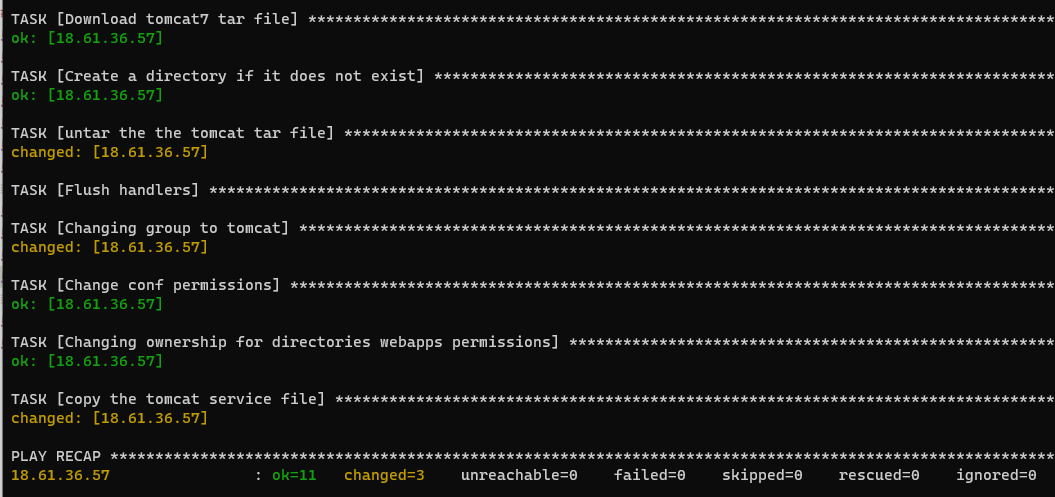 TASK [Download tomcat7 tar file] ***********************************************************************************
ok: [18.61.36.57]
TASK [Create a directory if it does not exist] *********************************************************************
ok: [18.61.36.57]
TASK [untar the the tomcat tar file] *******************************************************************************
changed: [18.61.36.57]
TASK [Flush handlers] **********************************************************************************************
TASK [Changing group to tomcat] ************************************************************************************
changed: [18.61.36.57]
TASK [Change conf permissions] *************************************************************************************
ok: [18.61.36.57]
TASK [Changing ownership for directories webapps permissions] ******************************************************
ok: [18.61.36.57]
TASK [copy the tomcat service file] ********************************************************************************
changed: [18.61.36.57]
PLAY RECAP *********************************************************************************************************
18.61.36.57                : ok=11   changed=3    unreachable=0    failed=0    skipped=0    rescued=0    ignored=0